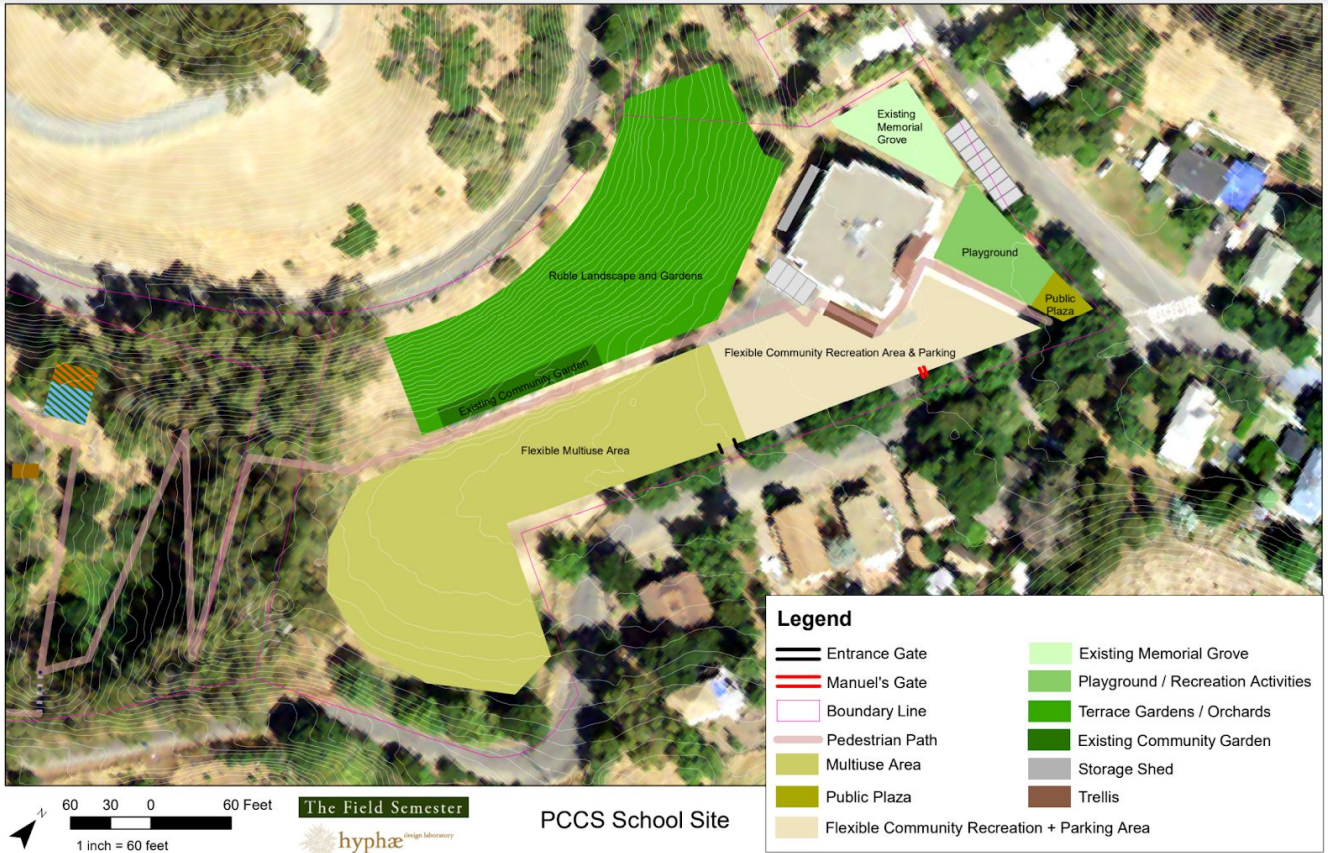 Existing
Memorial
Grove
Playground
Public
Plaza
Ruble Landscape and Gardens
Flexible Community Recreation Area & Parking
Existing Community Garden
Flexible Multiuse Area
Legend
Entrance Gate
Manuel's Gate
Boundary Line
Pedestrian Path
Multiuse Area
Public Plaza
Flexible Community Recreation + Parking Area
Existing Memorial Grove
Playground / Recreation Activities
Terrace Gardens / Orchards
Existing Community Garden
Storage Shed
Trellis
N
60 30 0 60 Feet
1 inch = 60 feet
The Field Semester
hyphæ design laboratory
PCCS School Site